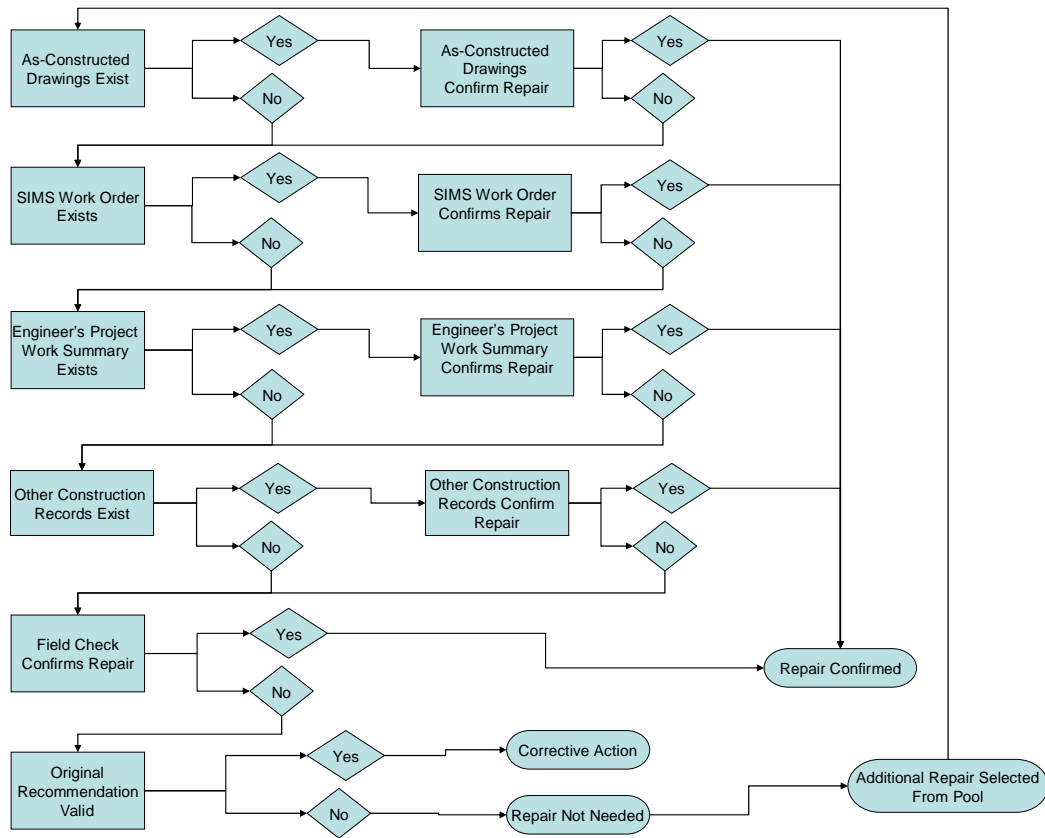 As-Constructed
Drawings Exist
Yes
No
As-Constructed
Drawings
Confirm Repair
Yes
No
SIMS Work Order
Exists
Yes
No
SIMS Work Order
Confirms Repair
Yes
No
Engineer's Project
Work Summary
Exists
Yes
No
Engineer's Project
Work Summary
Confirms Repair
Yes
No
Other Construction
Records Exist
Yes
No
Other Construction
Records Confirm
Repair
Yes
No
Field Check
Confirms Repair
Yes
No
Repair Confirmed
Original
Recommendation
Valid
Yes
No
Corrective Action
Repair Not Needed
Additional Repair Selected
From Pool